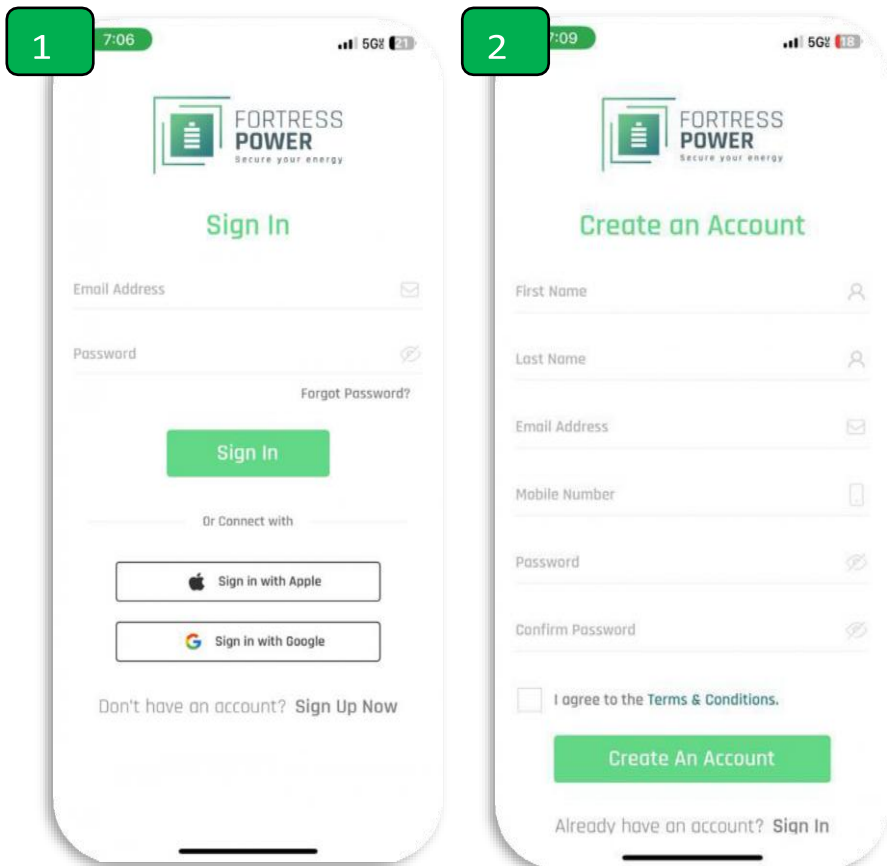 1
7:06
5G 21
FORTRESS
POWER
Secure your energy
Sign In
Email Address
Password
Forgot Password?
Sign In
Or Connect with
Sign in with Apple
Sign in with Google
Don't have an account? Sign Up Now
2
:09
5G 18
FORTRESS
POWER
Secure your energy
Create an Account
First Name
Last Name
Email Address
Mobile Number
Password
Confirm Password
I agree to the Terms & Conditions.
Create An Account
Already have an account? Sign In